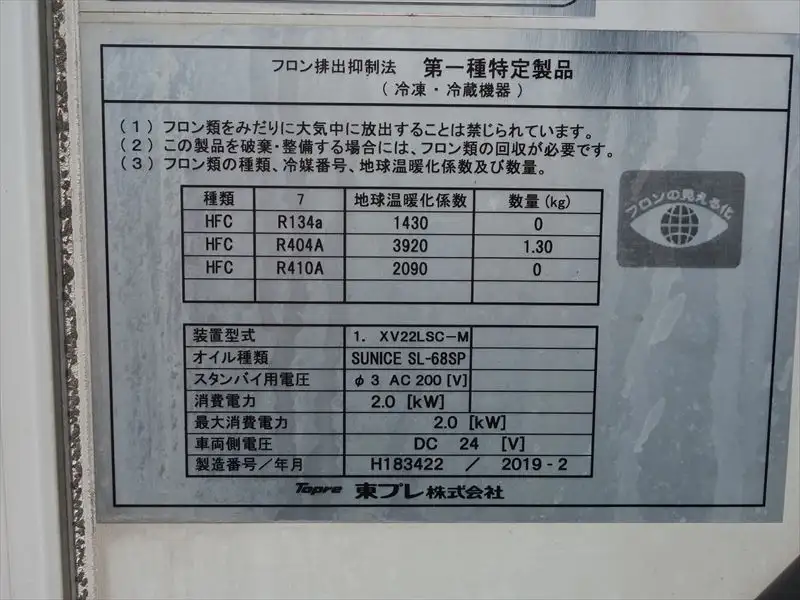 フロン排出抑制法 第一種特定製品
(冷凍・冷蔵機器)
(1) フロン類をみだりに大気中に放出することは禁じられています。
(2) この製品を破棄・整備する場合には、フロン類の回収が必要です。
(3) フロン類の種類、冷媒番号、地球温暖化係数及び数量。
種類 7 地球温暖化係数 数量(kg)
HFC R134a 1430 0
HFC R404A 3920 1.30
HFC R410A 2090 0
フロンの見える化
装置型式 1. XV22LSC-M
オイル種類 SUNICE SL-68SP
スタンバイ用電圧 φ3 AC 200 [V]
消費電力 2.0 [kW]
最大消費電力 2.0 [kW]
車両側電圧 DC 24 [V]
製造番号/年月 H183422 / 2019-2
Topre 東プレ株式会社